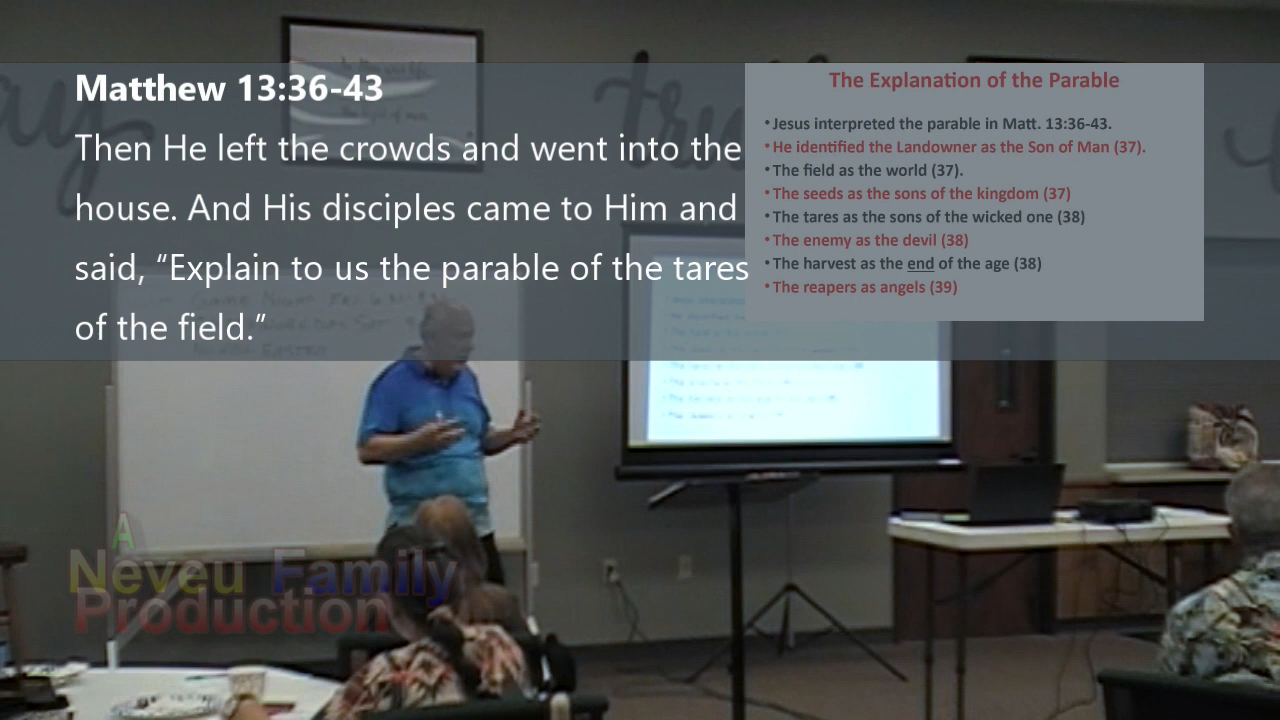 Matthew 13:36-43
Then He left the crowds and went into the
house. And His disciples came to Him and
said, “Explain to us the parable of the tares
of the field.”
The Explanation of the Parable
•Jesus interpreted the parable in Matt. 13:36-43.
•He identified the Landowner as the Son of Man (37).
•The field as the world (37).
•The seeds as the sons of the kingdom (37)
•The tares as the sons of the wicked one (38)
•The enemy as the devil (38)
•The harvest as the end of the age (38)
•The reapers as angels (39)
A
Neveu Family
Production